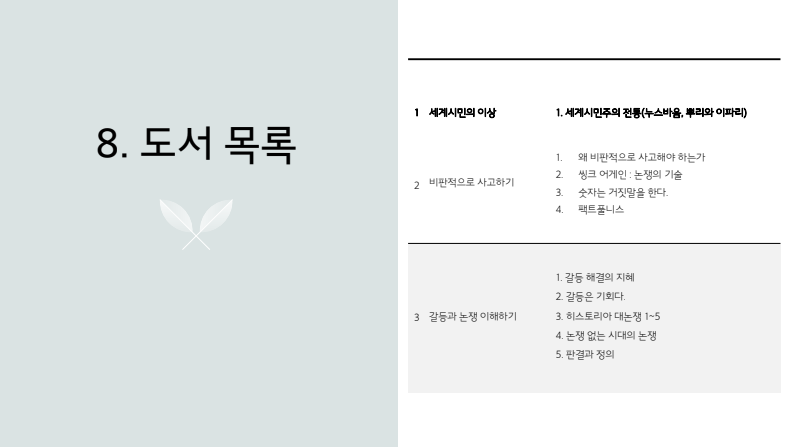 8. 도서 목록
1 세계시민의 이상 1. 세계시민주의 전통(누스바움, 뿌리와 이파리)
2 비판적으로 사고하기
1. 왜 비판적으로 사고해야 하는가
2. 씽크 어게인 : 논쟁의 기술
3. 숫자는 거짓말을 한다.
4. 팩트풀니스
3 갈등과 논쟁 이해하기
1. 갈등 해결의 지혜
2. 갈등은 기회다.
3. 히스토리아 대논쟁 1~5
4. 논쟁 없는 시대의 논쟁
5. 판결과 정의